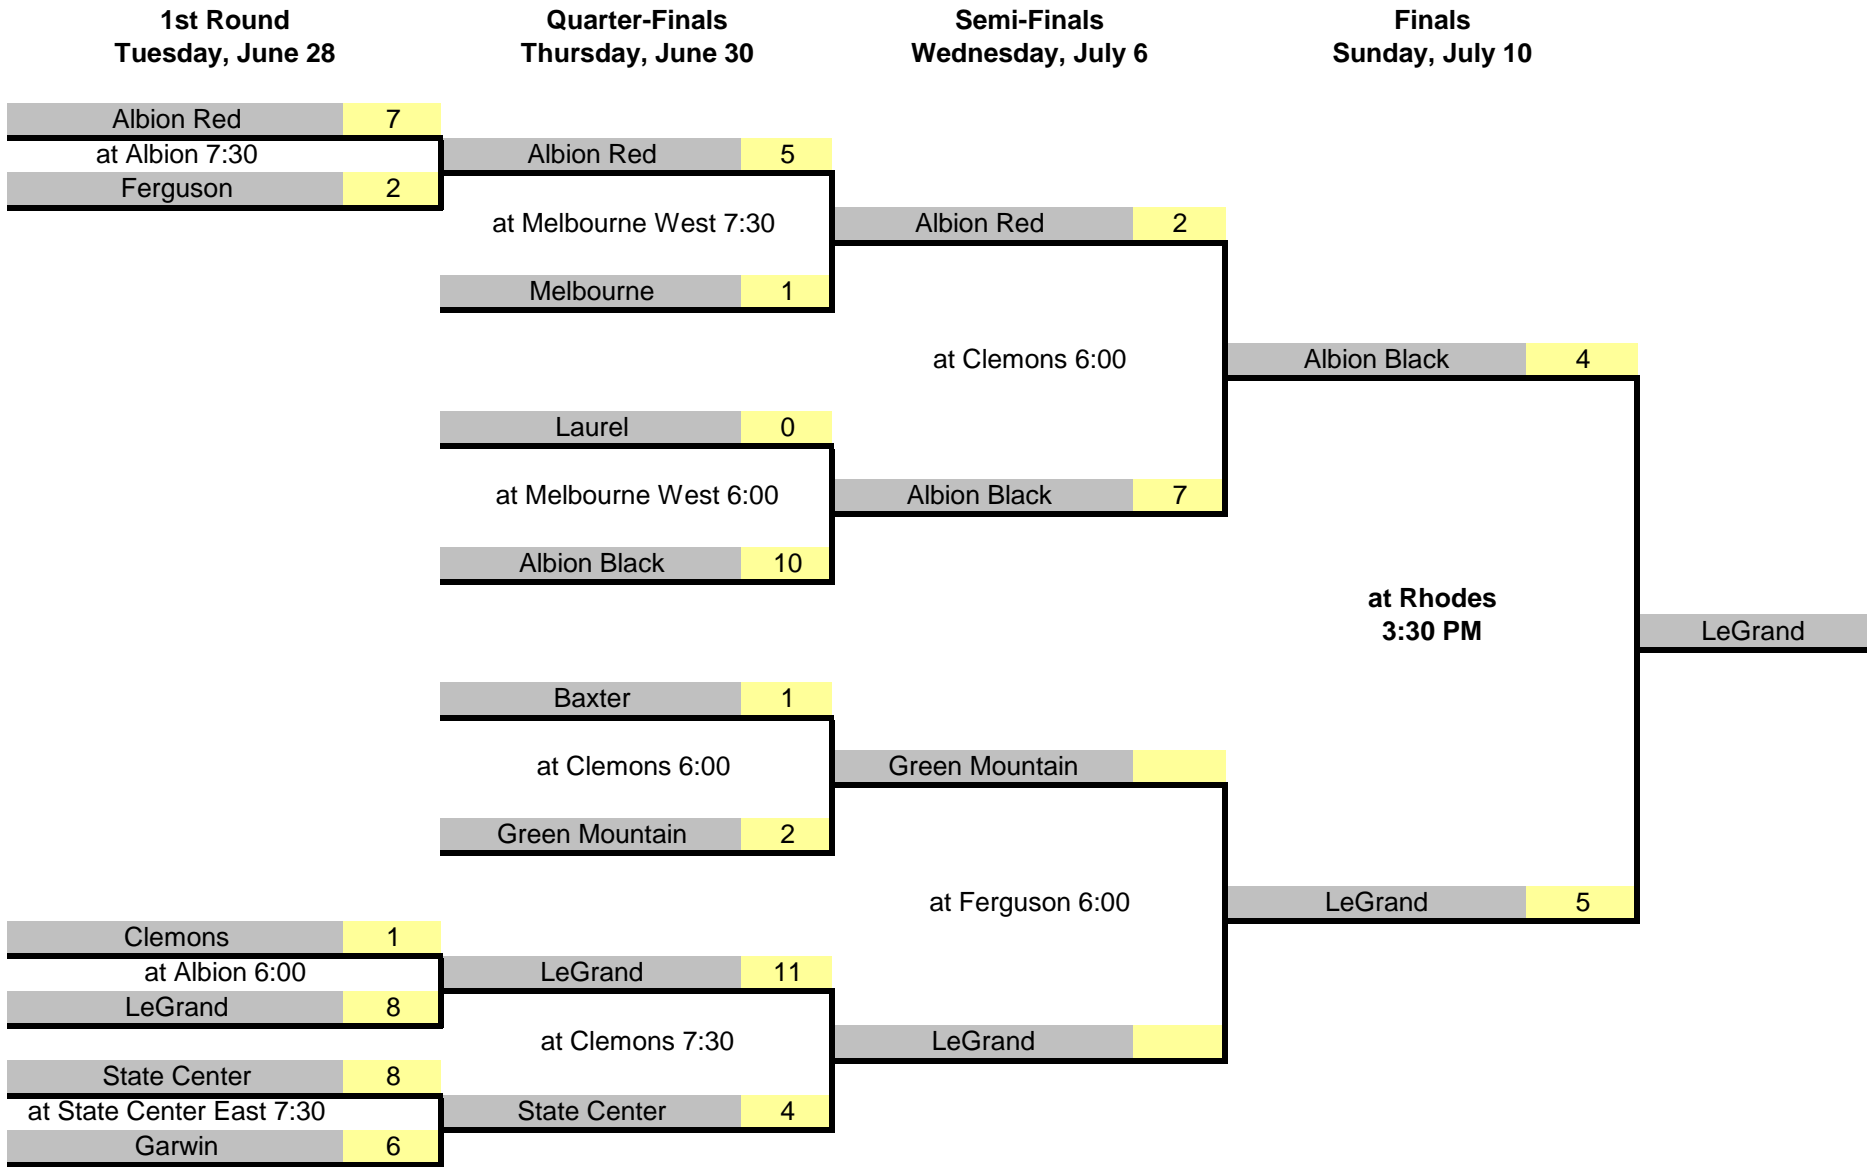 1st Round
Tuesday, June 28
Quarter-Finals
Thursday, June 30
Semi-Finals
Wednesday, July 6
Finals
Sunday, July 10
Albion Red 7
at Albion 7:30
Ferguson 2
Albion Red 5
at Melbourne West 7:30
Melbourne 1
Laurel 0
at Melbourne West 6:00
Albion Black 10
Baxter 1
at Clemons 6:00
Green Mountain 2
Clemons 1
at Albion 6:00
LeGrand 8
State Center 8
at State Center East 7:30
Garwin 6
LeGrand 11
at Clemons 7:30
State Center 4
Albion Red 2
at Clemons 6:00
Albion Black 7
Green Mountain
at Ferguson 6:00
LeGrand
Albion Black 4
at Rhodes
3:30 PM
LeGrand 5
LeGrand